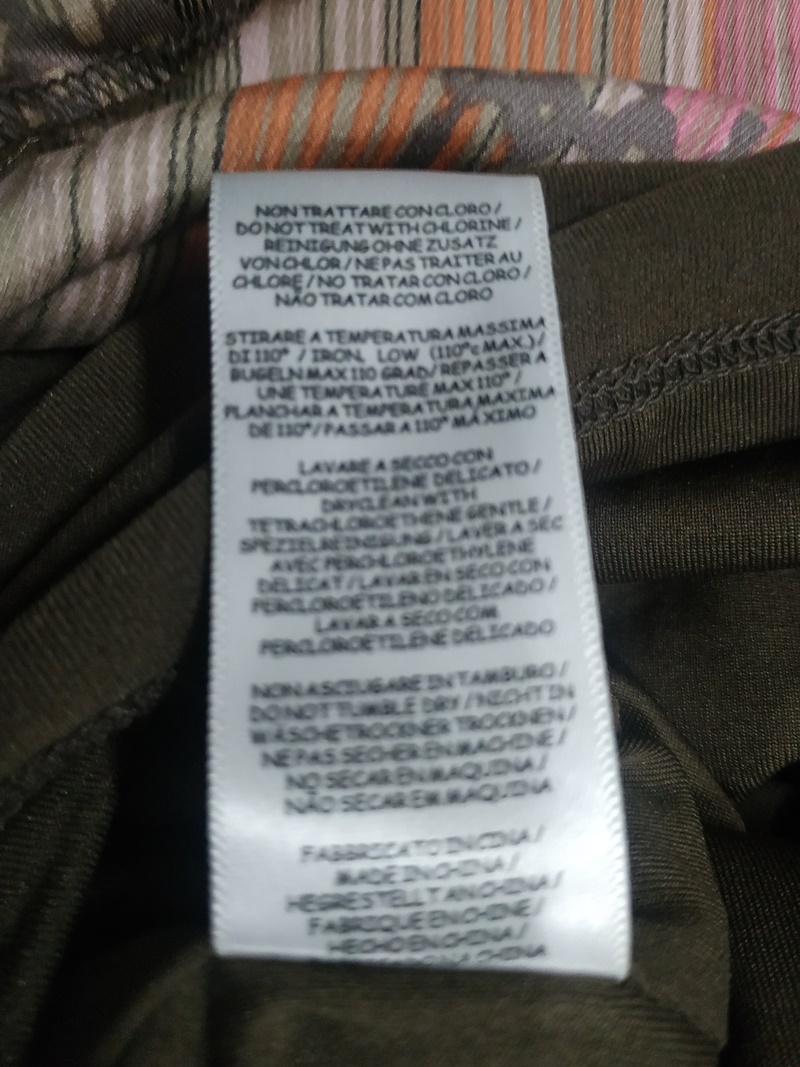 NON TRATTARE CON CLORO /
DO NOT TREAT WITH CHLORINE /
REINIGUNG OHNE ZUSATZ
VON CHLOR / NE PAS TRAITER AU
CHLORE / NO TRATAR CON CLORO /
NÃO TRATAR COM CLORO
STIRARE A TEMPERATURA MASSIMA
DI 110° / IRON, LOW (110°c MAX.) /
BUGELN MAX 110 GRAD/ REPASSER A
UNE TEMPERATURE MAX 110° /
PLANCHAR A TEMPERATURA MAXIMA
DE 110°/ PASSAR A 110° MÁXIMO
LAVARE A SECCO CON
PERCLOROETILENE DELICATO /
DRYCLEAN WITH
TETRACHLOROETHENE GENTLE /
SPEZIELREINIGUNG / LAVER A SEC
AVEC PERCHLOROETHYLENE
DELICAT / LAVAR EN SECO CON
PERCLOROETILENO DELICADO /
LAVAR A SECO COM
PERCLOROETILENE DELICADO
NON ASCIUGARE IN TAMBURO /
DO NOT TUMBLE DRY / NICHT IN
WÄSCHETROCKNER TROCKNEN /
NE PAS SECHER EN MACHINE /
NO SECAR EN MAQUINA /
NÃO SECAR EM MAQUINA
FABBRICATO IN CINA /
MADE IN CHINA /
HEGRESTELLT AN CHINA /
FABRIQUE EN CHINE /
HECHO EN CHINA /
CHINA